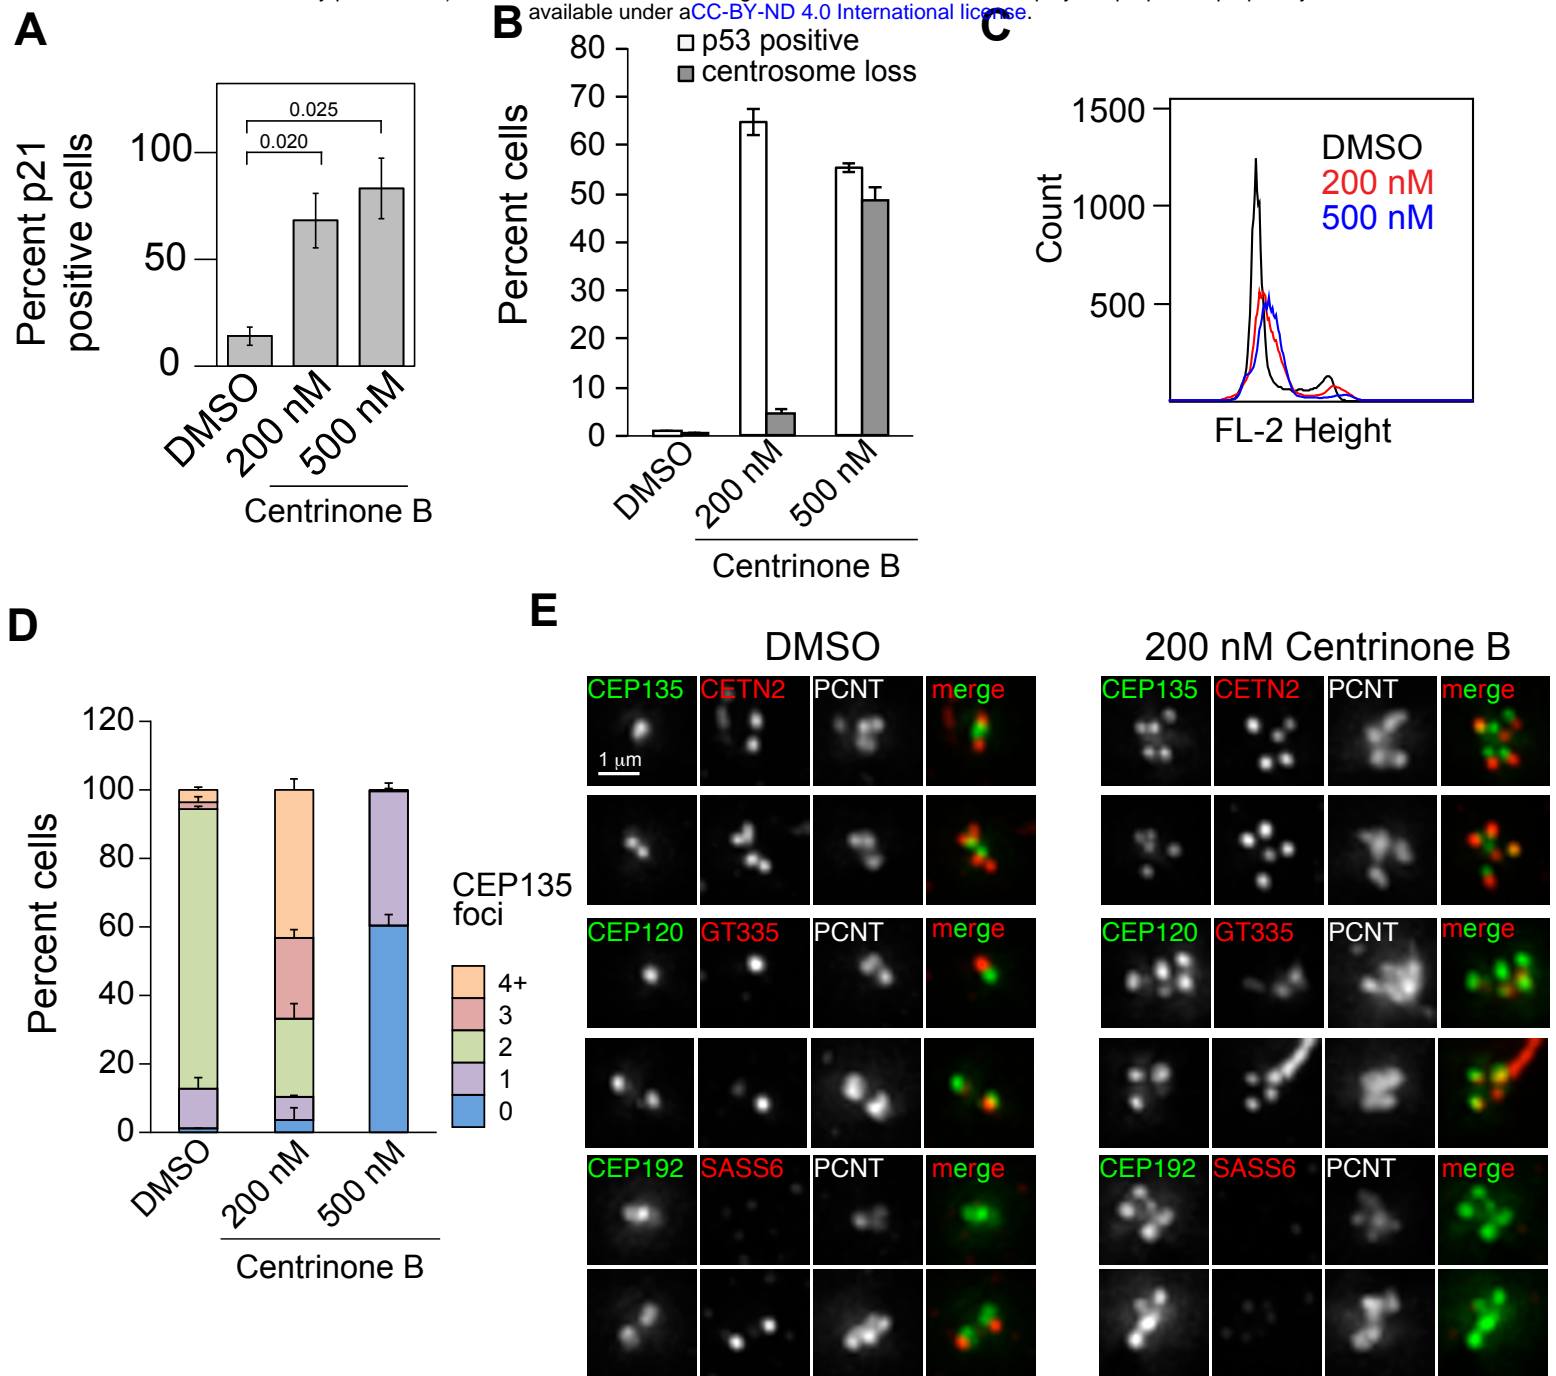 available under aCC-BY-ND 4.0 International license.
A
Percent p21
positive cells
100
50
0
0.025
0.020
DMSO
200 nM
500 nM
Centrinone B
B
p53 positive
centrosome loss
Percent cells
80
70
60
50
40
30
20
10
0
DMSO
200 nM
500 nM
Centrinone B
C
Count
1500
1000
500
DMSO
200 nM
500 nM
FL-2 Height
D
Percent cells
120
100
80
60
40
20
0
DMSO
200 nM
500 nM
Centrinone B
CEP135
foci
4+
3
2
1
0
E
DMSO
200 nM Centrinone B
CEP135 CETN2 PCNT merge
1 μm
CEP135 CETN2 PCNT merge
CEP120 GT335 PCNT merge
CEP120 GT335 PCNT merge
CEP192 SASS6 PCNT merge
CEP192 SASS6 PCNT merge